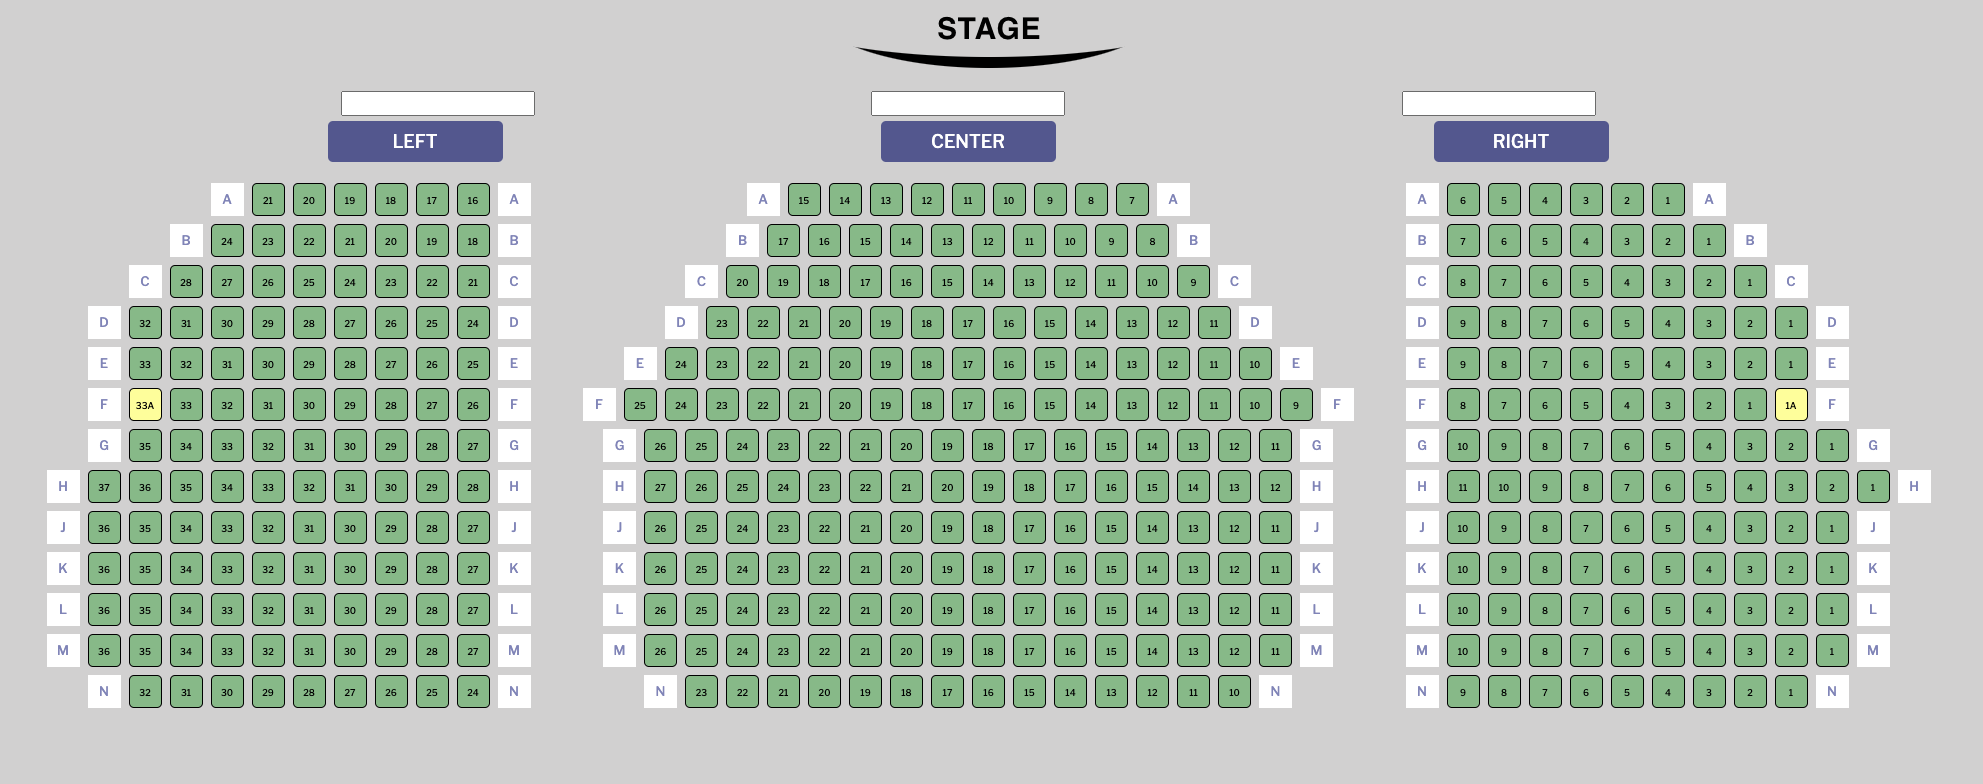 STAGE
LEFT CENTER RIGHT
A 21 20 19 18 17 16 A A 15 14 13 12 11 10 9 8 7 A A 6 5 4 3 2 1 A
B 24 23 22 21 20 19 18 B B 17 16 15 14 13 12 11 10 9 8 B B 7 6 5 4 3 2 1 B
C 28 27 26 25 24 23 22 21 C C 20 19 18 17 16 15 14 13 12 11 10 9 C C 8 7 6 5 4 3 2 1 C
D 32 31 30 29 28 27 26 25 24 D D 23 22 21 20 19 18 17 16 15 14 13 12 11 D D 9 8 7 6 5 4 3 2 1 D
E 33 32 31 30 29 28 27 26 25 E E 24 23 22 21 20 19 18 17 16 15 14 13 12 11 10 E E 9 8 7 6 5 4 3 2 1 E
F 33A 33 32 31 30 29 28 27 26 F F 25 24 23 22 21 20 19 18 17 16 15 14 13 12 11 10 9 F F 8 7 6 5 4 3 2 1 1A F
G 35 34 33 32 31 30 29 28 27 G G 26 25 24 23 22 21 20 19 18 17 16 15 14 13 12 11 G G 10 9 8 7 6 5 4 3 2 1 G
H 37 36 35 34 33 32 31 30 29 28 H H 27 26 25 24 23 22 21 20 19 18 17 16 15 14 13 12 H H 11 10 9 8 7 6 5 4 3 2 1 H
J 36 35 34 33 32 31 30 29 28 27 J J 26 25 24 23 22 21 20 19 18 17 16 15 14 13 12 11 J J 10 9 8 7 6 5 4 3 2 1 J
K 36 35 34 33 32 31 30 29 28 27 K K 26 25 24 23 22 21 20 19 18 17 16 15 14 13 12 11 K K 10 9 8 7 6 5 4 3 2 1 K
L 36 35 34 33 32 31 30 29 28 27 L L 26 25 24 23 22 21 20 19 18 17 16 15 14 13 12 11 L L 10 9 8 7 6 5 4 3 2 1 L
M 36 35 34 33 32 31 30 29 28 27 M M 26 25 24 23 22 21 20 19 18 17 16 15 14 13 12 11 M M 10 9 8 7 6 5 4 3 2 1 M
N 32 31 30 29 28 27 26 25 24 N N 23 22 21 20 19 18 17 16 15 14 13 12 11 10 N N 9 8 7 6 5 4 3 2 1 N